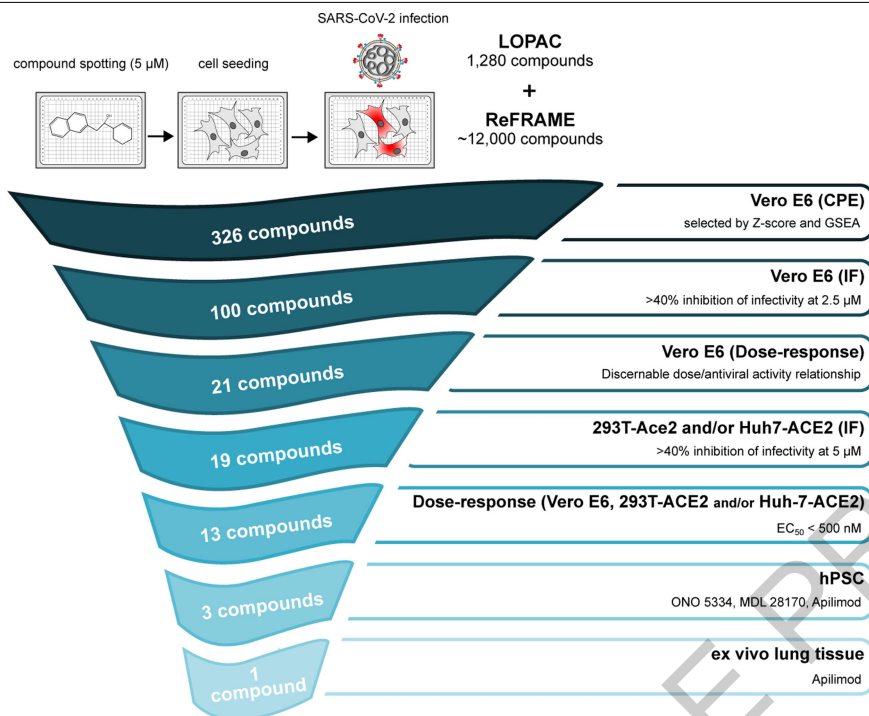 SARS-CoV-2 infection
compound spotting (5 µM)
cell seeding
LOPAC
1,280 compounds
+
ReFRAME
~12,000 compounds
326 compounds
Vero E6 (CPE)
selected by Z-score and GSEA
100 compounds
Vero E6 (IF)
>40% inhibition of infectivity at 2.5 µM
21 compounds
Vero E6 (Dose-response)
Discernable dose/antiviral activity relationship
19 compounds
293T-Ace2 and/or Huh7-ACE2 (IF)
>40% inhibition of infectivity at 5 µM
13 compounds
Dose-response (Vero E6, 293T-ACE2 and/or Huh-7-ACE2)
EC50 < 500 nM
3 compounds
hPSC
ONO 5334, MDL 28170, Apilimod
1
compound
ex vivo lung tissue
Apilimod
E PR